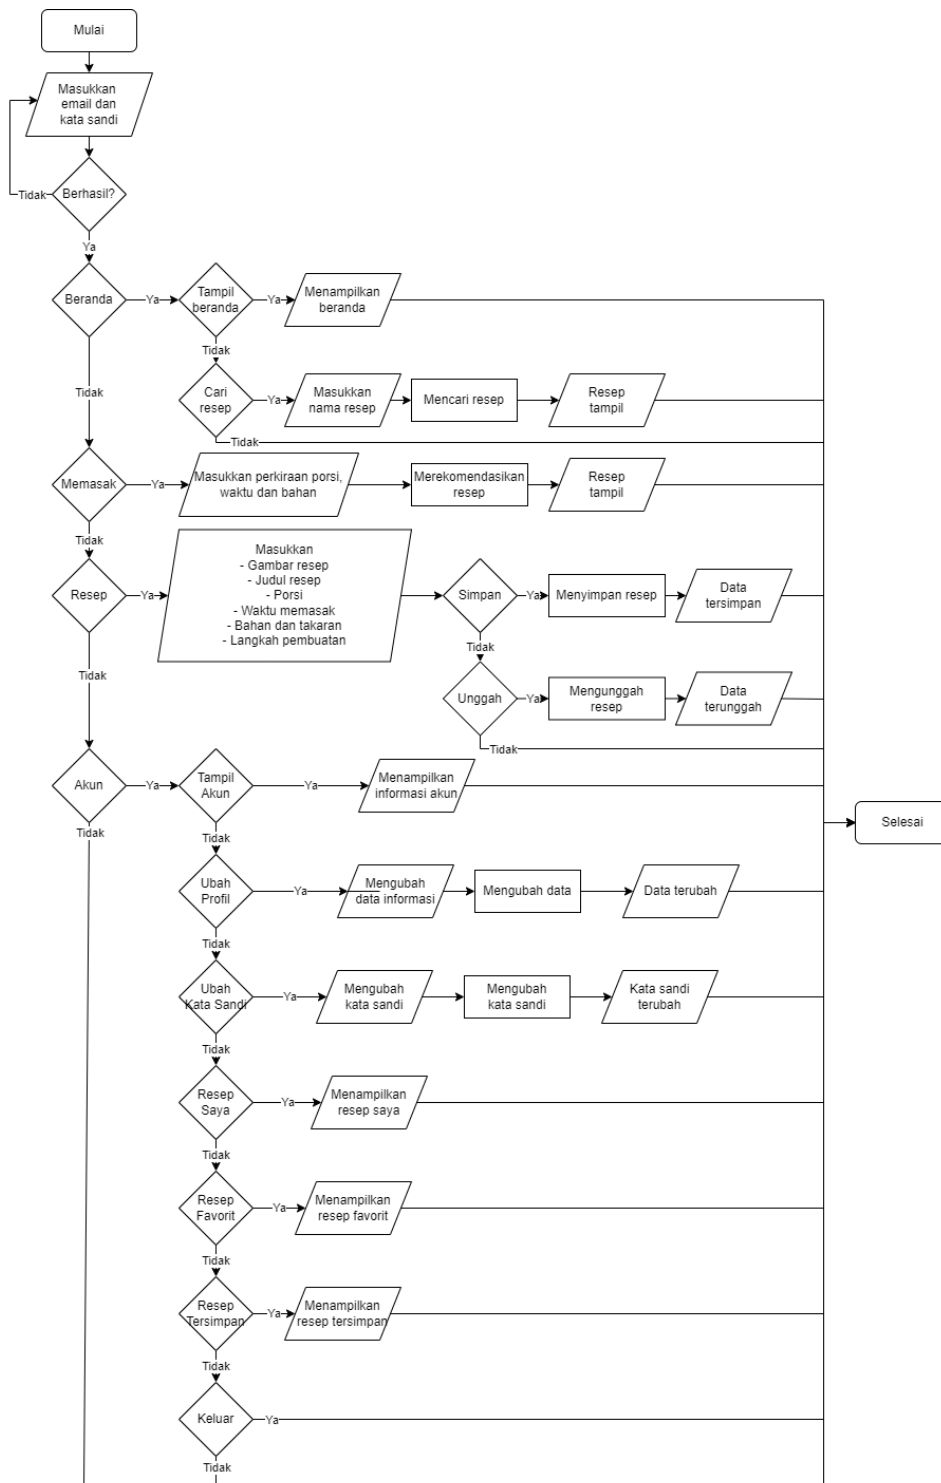 Mulai
Masukkan
email dan
kata sandi
Tidak
Berhasil?
Ya
Beranda
Ya
Tampil
beranda
Ya
Menampilkan
beranda
Tidak
Tidak
Cari
resep
Ya
Masukkan
nama resep
Mencari resep
Resep
tampil
Tidak
Memasak
Ya
Masukkan perkiraan porsi,
waktu dan bahan
Merekomendasikan
resep
Resep
tampil
Tidak
Resep
Ya
Masukkan
- Gambar resep
- Judul resep
- Porsi
- Waktu memasak
- Bahan dan takaran
- Langkah pembuatan
Simpan
Ya
Menyimpan resep
Data
tersimpan
Tidak
Tidak
Unggah
Ya
Mengunggah
resep
Data
terunggah
Tidak
Akun
Ya
Tampil
Akun
Ya
Menampilkan
informasi akun
Tidak
Tidak
Selesai
Ubah
Profil
Ya
Mengubah
data informasi
Mengubah data
Data terubah
Tidak
Ubah
Kata Sandi
Ya
Mengubah
kata sandi
Mengubah
kata sandi
Kata sandi
terubah
Tidak
Resep
Saya
Ya
Menampilkan
resep saya
Tidak
Resep
Favorit
Ya
Menampilkan
resep favorit
Tidak
Resep
Tersimpan
Ya
Menampilkan
resep tersimpan
Tidak
Keluar
Ya
Tidak